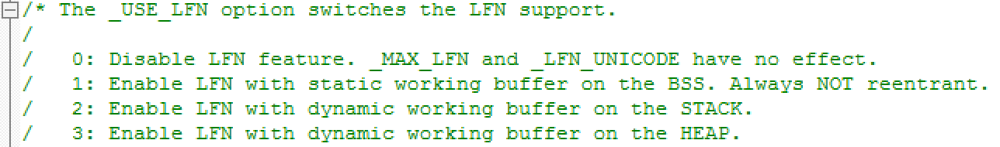 /* The _USE_LFN option switches the LFN support.
/
/   0: Disable LFN feature. _MAX_LFN and _LFN_UNICODE have no effect.
/   1: Enable LFN with static working buffer on the BSS. Always NOT reentrant.
/   2: Enable LFN with dynamic working buffer on the STACK.
/   3: Enable LFN with dynamic working buffer on the HEAP.